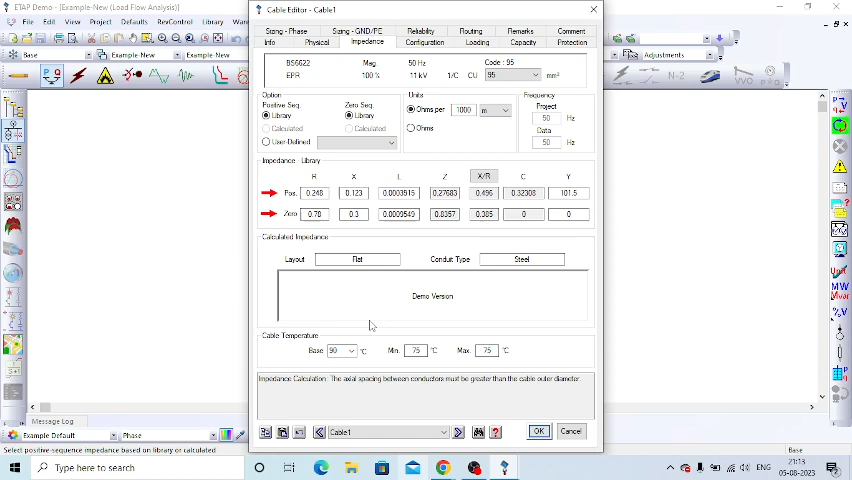 ETAP Demo - Example-New (Load Flow Analysis)
File Edit View Project Defaults RevControl Library Ware
Base Example-New Example-New
Adjustments
N-2
Cable Editor - Cable1
Sizing - Phase Sizing - GND/PE Reliability Routing Remarks Comment
Info Physical Impedance Configuration Loading Capacity Protection
BS6622 Mag 50 Hz Code : 95
EPR 100 % 11 kV 1/C CU 95 mm²
Option
Positive Seq. Zero Seq.
Library Library
Calculated Calculated
User-Defined
Units
Ohms per 1000 m
Ohms
Frequency
Project
50 Hz
Data
50 Hz
Impedance - Library
R X L Z X/R C Y
Pos. 0.248 0.123 0.0003915 0.27683 0.496 0.32308 101.5
Zero 0.78 0.3 0.0009549 0.8357 0.385 0 0
Calculated Impedance
Layout Flat Conduit Type Steel
Demo Version
Cable Temperature
Base 90 °C Min. 75 °C Max. 75 °C
Impedance Calculation: The axial spacing between conductors must be greater than the cable outer diameter.
Cable1 OK Cancel
Message Log
Example Default Phase
Select positive-sequence impedance based on library or calculated Base
Type here to search
ENG 21:13
05-08-2023